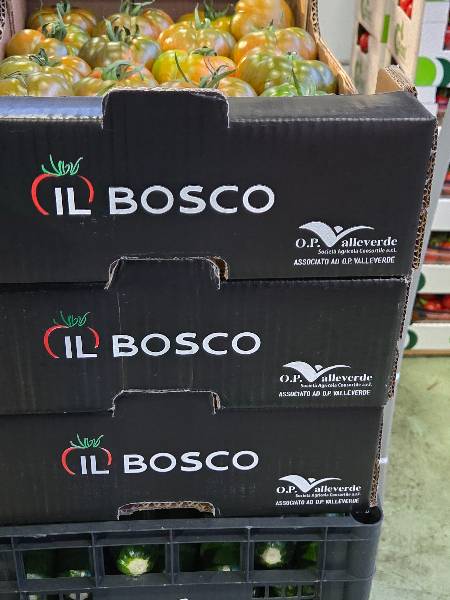 IL BOSCO
O.P. Valleverde
Società Agricola Consortile a.r.l.
ASSOCIATO AD O.P. VALLEVERDE
IL BOSCO
O.P. Valleverde
Società Agricola Consortile a.r.l.
ASSOCIATO AD O.P. VALLEVERDE
IL BOSCO
O.P. Valleverde
Società Agricola Consortile a.r.l.
ASSOCIATO AD O.P. VALLEVERDE